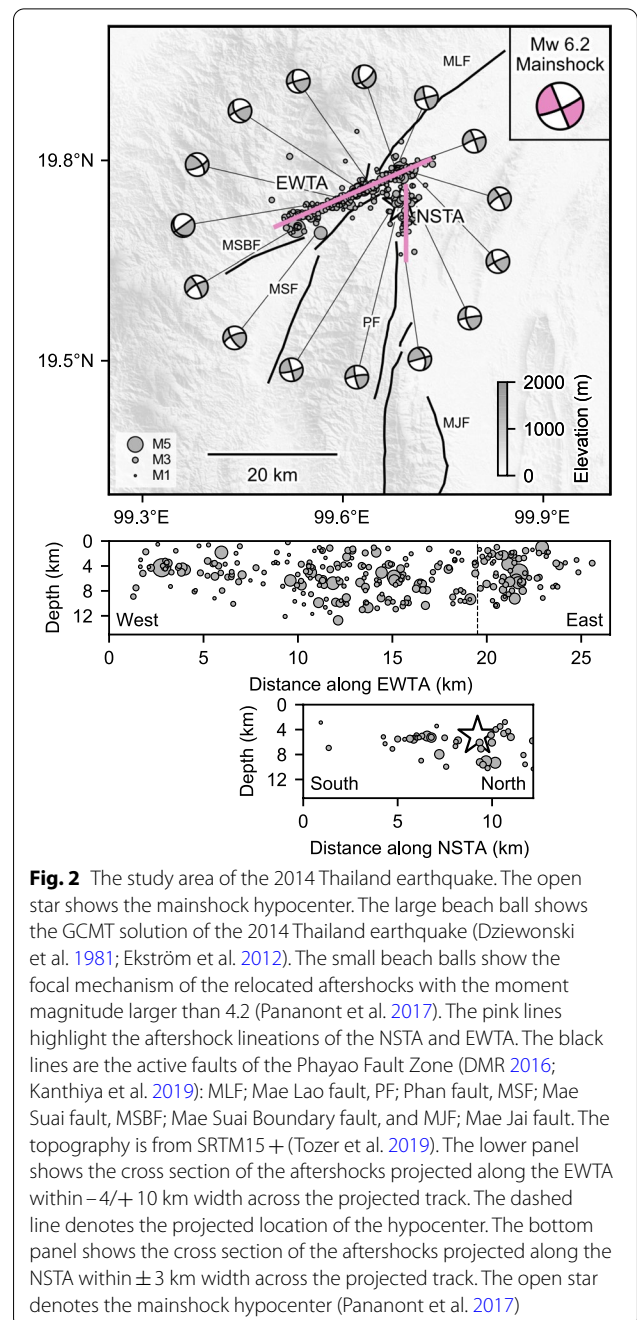 Mw 6.2
Mainshock
MLF
19.8°N
EWTA
NSTA
MSBF
MSF
PF
19.5°N
MJF
2000
1000
0
Elevation (m)
M5
M3
M1
20 km
99.3°E
99.6°E
99.9°E
0
4
8
12
Depth (km)
West
East
0
5
10
15
20
25
Distance along EWTA (km)
0
4
8
12
Depth (km)
South
North
0
5
10
Distance along NSTA (km)
Fig. 2 The study area of the 2014 Thailand earthquake. The open
star shows the mainshock hypocenter. The large beach ball shows
the GCMT solution of the 2014 Thailand earthquake (Dziewonski
et al. 1981; Ekström et al. 2012). The small beach balls show the
focal mechanism of the relocated aftershocks with the moment
magnitude larger than 4.2 (Pananont et al. 2017). The pink lines
highlight the aftershock lineations of the NSTA and EWTA. The black
lines are the active faults of the Phayao Fault Zone (DMR 2016;
Kanthiya et al. 2019): MLF; Mae Lao fault, PF; Phan fault, MSF; Mae
Suai fault, MSBF; Mae Suai Boundary fault, and MJF; Mae Jai fault. The
topography is from SRTM15 + (Tozer et al. 2019). The lower panel
shows the cross section of the aftershocks projected along the EWTA
within – 4/+ 10 km width across the projected track. The dashed
line denotes the projected location of the hypocenter. The bottom
panel shows the cross section of the aftershocks projected along the
NSTA within ± 3 km width across the projected track. The open star
denotes the mainshock hypocenter (Pananont et al. 2017)